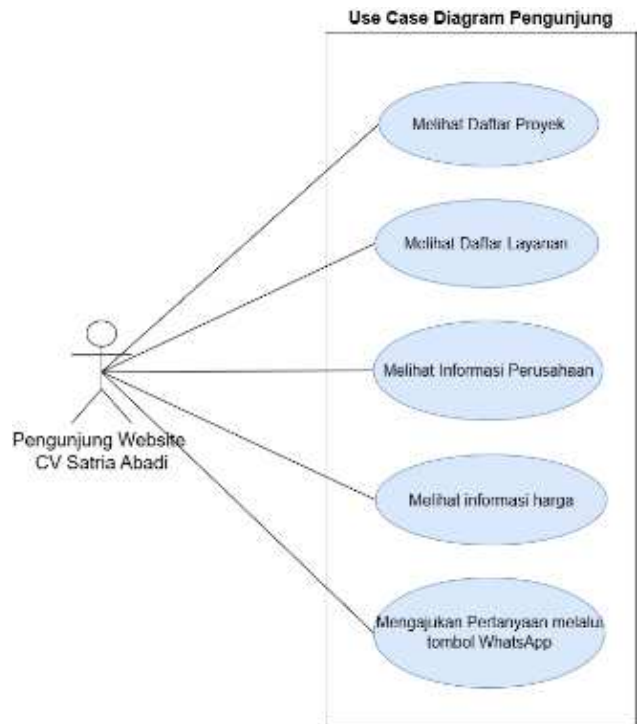 Use Case Diagram Pengunjung
Melihat Daftar Proyek
Melihat Daftar Layanan
Melihat Informasi Perusahaan
Pengunjung Website
CV Satria Abadi
Melihat informasi harga
Mengajukan Pertanyaan melalui
tombol WhatsApp